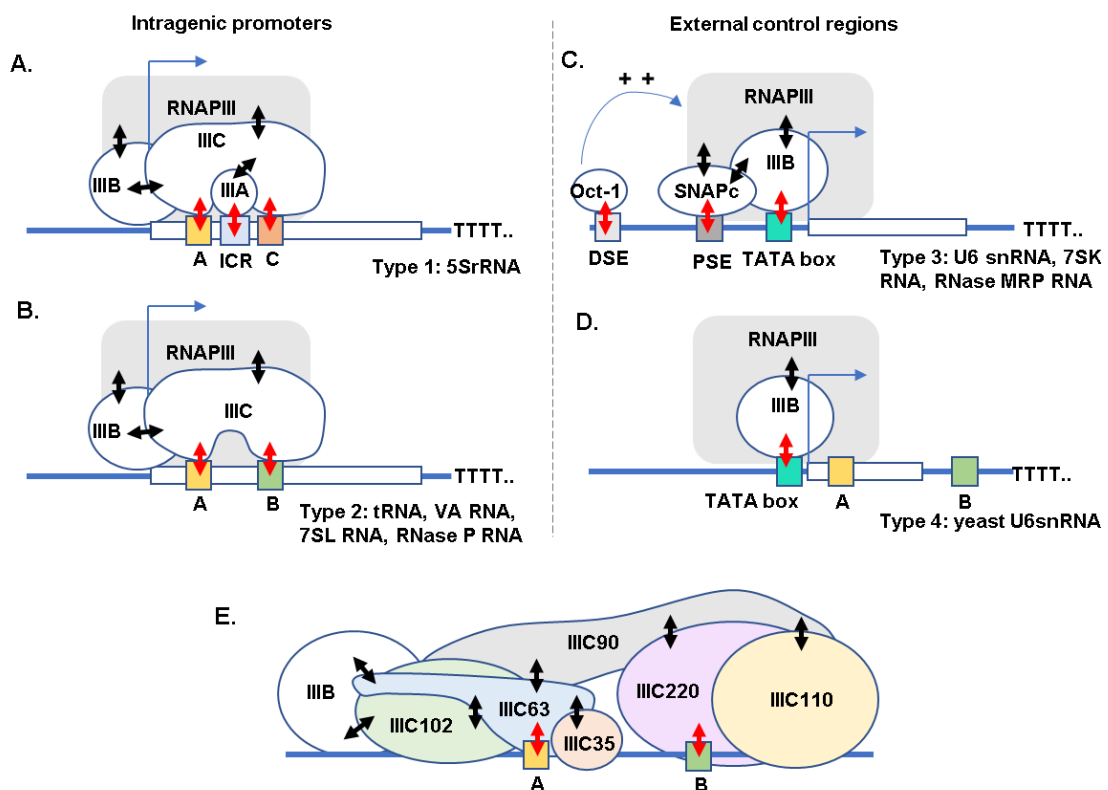 Intragenic promoters
External control regions
A.
RNAPIII
IIIC
IIIB
IIIA
A
ICR
C
TTTT..
Type 1: 5SrRNA
B.
RNAPIII
IIIC
IIIB
A
B
TTTT..
Type 2: tRNA, VA RNA,
7SL RNA, RNase P RNA
C.
+ +
RNAPIII
IIIB
Oct-1
SNAPc
DSE
PSE
TATA box
TTTT..
Type 3: U6 snRNA, 7SK
RNA, RNase MRP RNA
D.
RNAPIII
IIIB
TATA box
A
B
TTTT..
Type 4: yeast U6snRNA
E.
IIIC90
IIIB
IIIC102
IIIC63
IIIC35
IIIC220
IIIC110
A
B